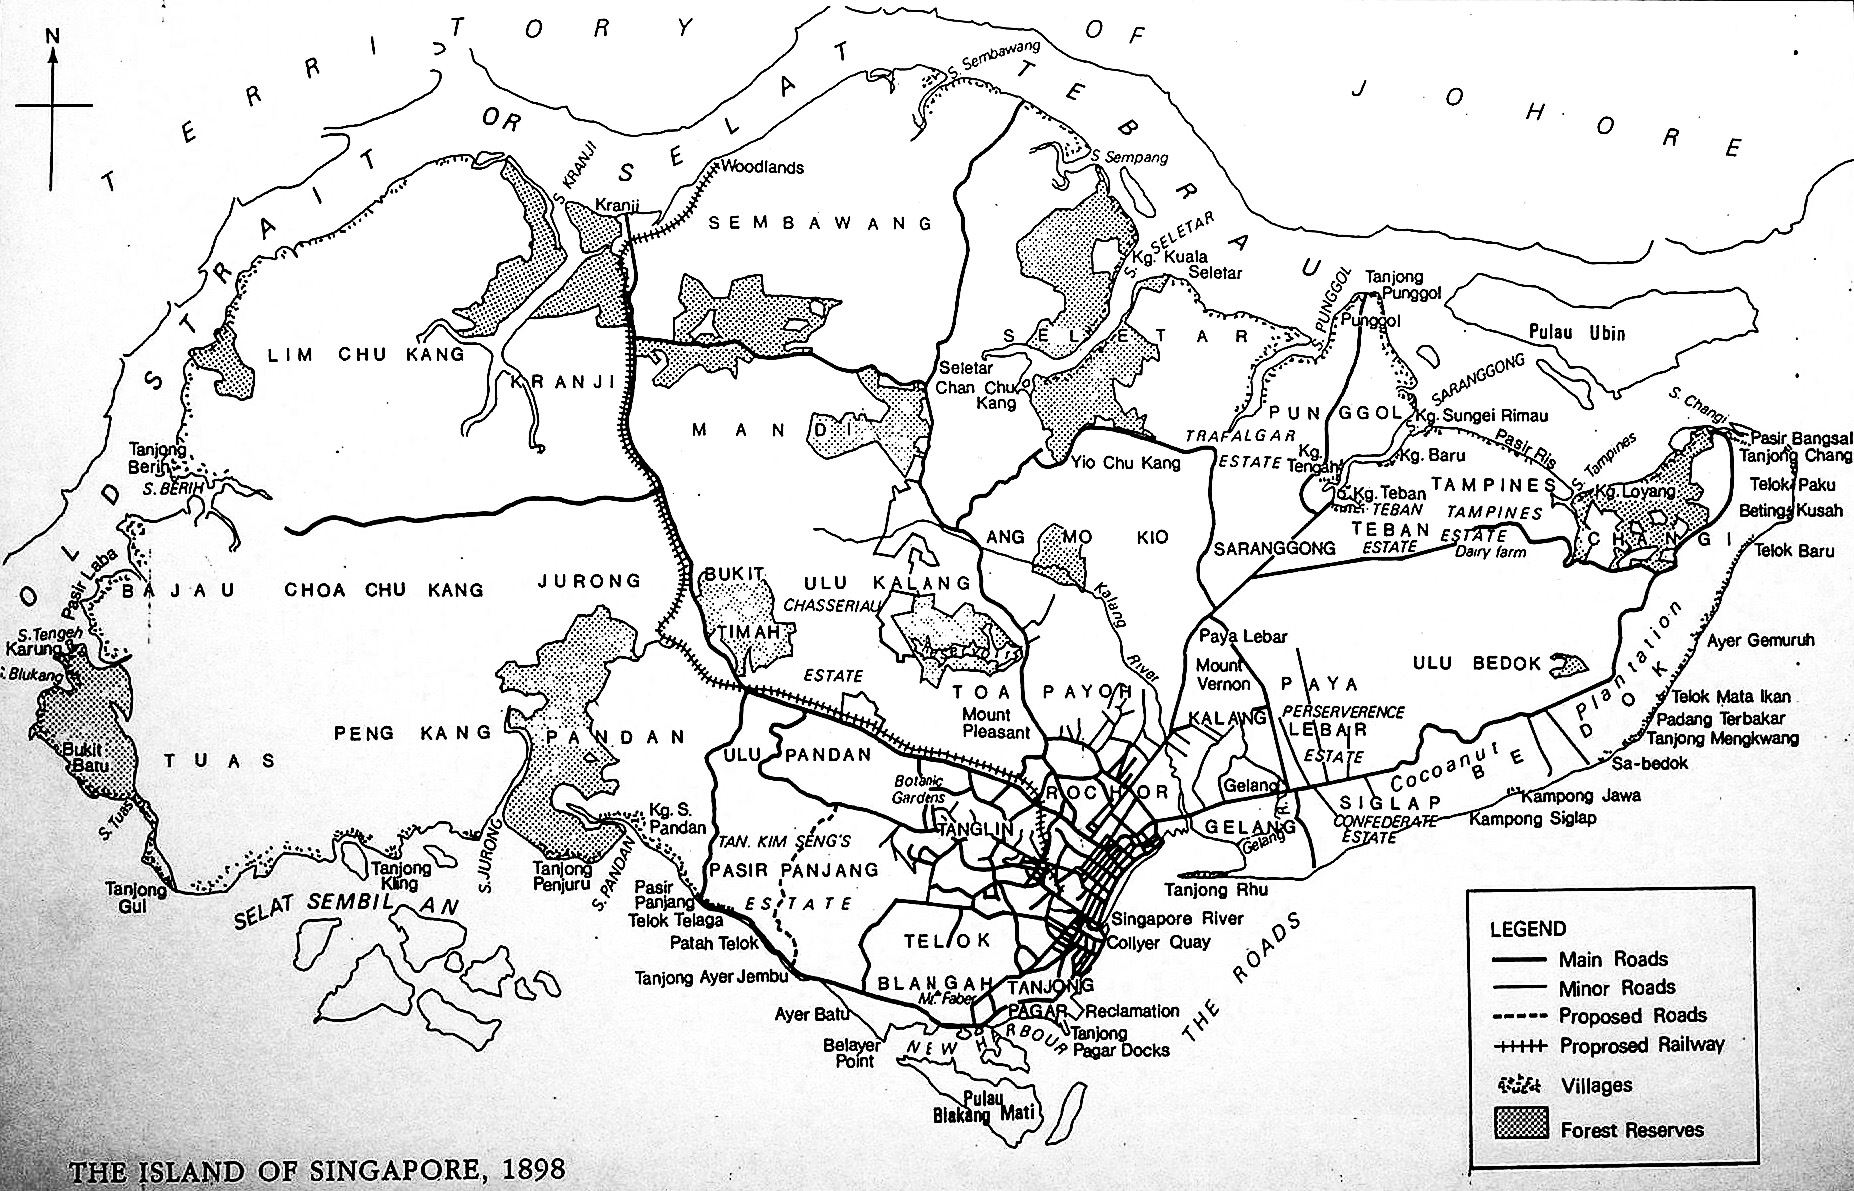 TERRITORY OF JOHORE
N
OLD STRAIT OR SELAT TEBRAU
S. Sembawang
S. KRANJI
Kranji
Woodlands
SEMBAWANG
S Sempang
S. SELETAR
Kg. Kuala
Seletar
S. PUNGGOL
Tanjong
Punggol
Punggol
Pulau Ubin
LIM CHU KANG
KRANJI
SELETAR
Seletar
Chan Chu
Kang
SARANGGONG
S. Changi
MANDI
PUNGGOL
Kg. Sungei Rimau
TRAFALGAR
ESTATE
Kg.
Tengah
Kg. Baru
Pasir Ris
S. Tampines
Pasir Bangsal
Tanjong Chang
Tanjong
Berih
S. BERIH
Yio Chu Kang
Kg. Teban
TEBAN
TAMPINES
TAMPINES
Kg. Loyang
Telok Paku
Beting Kusah
ANG MO KIO
SARANGGONG
TEBAN
ESTATE
ESTATE
Dairy farm
CHANGI
Telok Baru
Pasir Laba
BAJAU
CHOA CHU KANG
JURONG
BUKIT
TIMAH
ULU KALANG
CHASSERIAU
ESTATE
Reservoir
Kalang
River
S. Tengeh
Karung
Blukang
Paya Lebar
Mount
Vernon
ULU BEDOK
Ayer Gemuruh
Cocoanut Plantation
BEDOK
PENG KANG
PANDAN
TOA PAYOH
Mount
Pleasant
KALANG
PAYA
PERSERVERENCE
LEBAR
ESTATE
Telok Mata Ikan
Padang Terbakar
Tanjong Mengkwang
Bukit
Batu
TUAS
ULU PANDAN
Sa-bedok
Botanic
Gardens
ROCHOR
Gelang
Kampong Jawa
S. Tuas
Kg. S.
Pandan
TANGLIN
GELANG
Gelang R.
SIGLAP
CONFEDERATE
ESTATE
Kampong Siglap
TAN. KIM SENG'S
PASIR PANJANG
ESTATE
Tanjong
Gul
Tanjong
Kling
S. JURONG
Tanjong
Penjuru
S. PANDAN
Pasir
Panjang
Telok Telaga
Tanjong Rhu
SELAT SEMBILAN
Patah Telok
TELOK
BLANGAH
Singapore River
Collyer Quay
THE ROADS
Tanjong Ayer Jembu
Mt. Faber
TANJONG
PAGAR
Reclamation
Ayer Batu
Tanjong
Pagar Docks
Belayer
Point
NEW HARBOUR
Pulau
Blakang Mati
LEGEND
Main Roads
Minor Roads
Proposed Roads
Proprosed Railway
Villages
Forest Reserves
THE ISLAND OF SINGAPORE, 1898